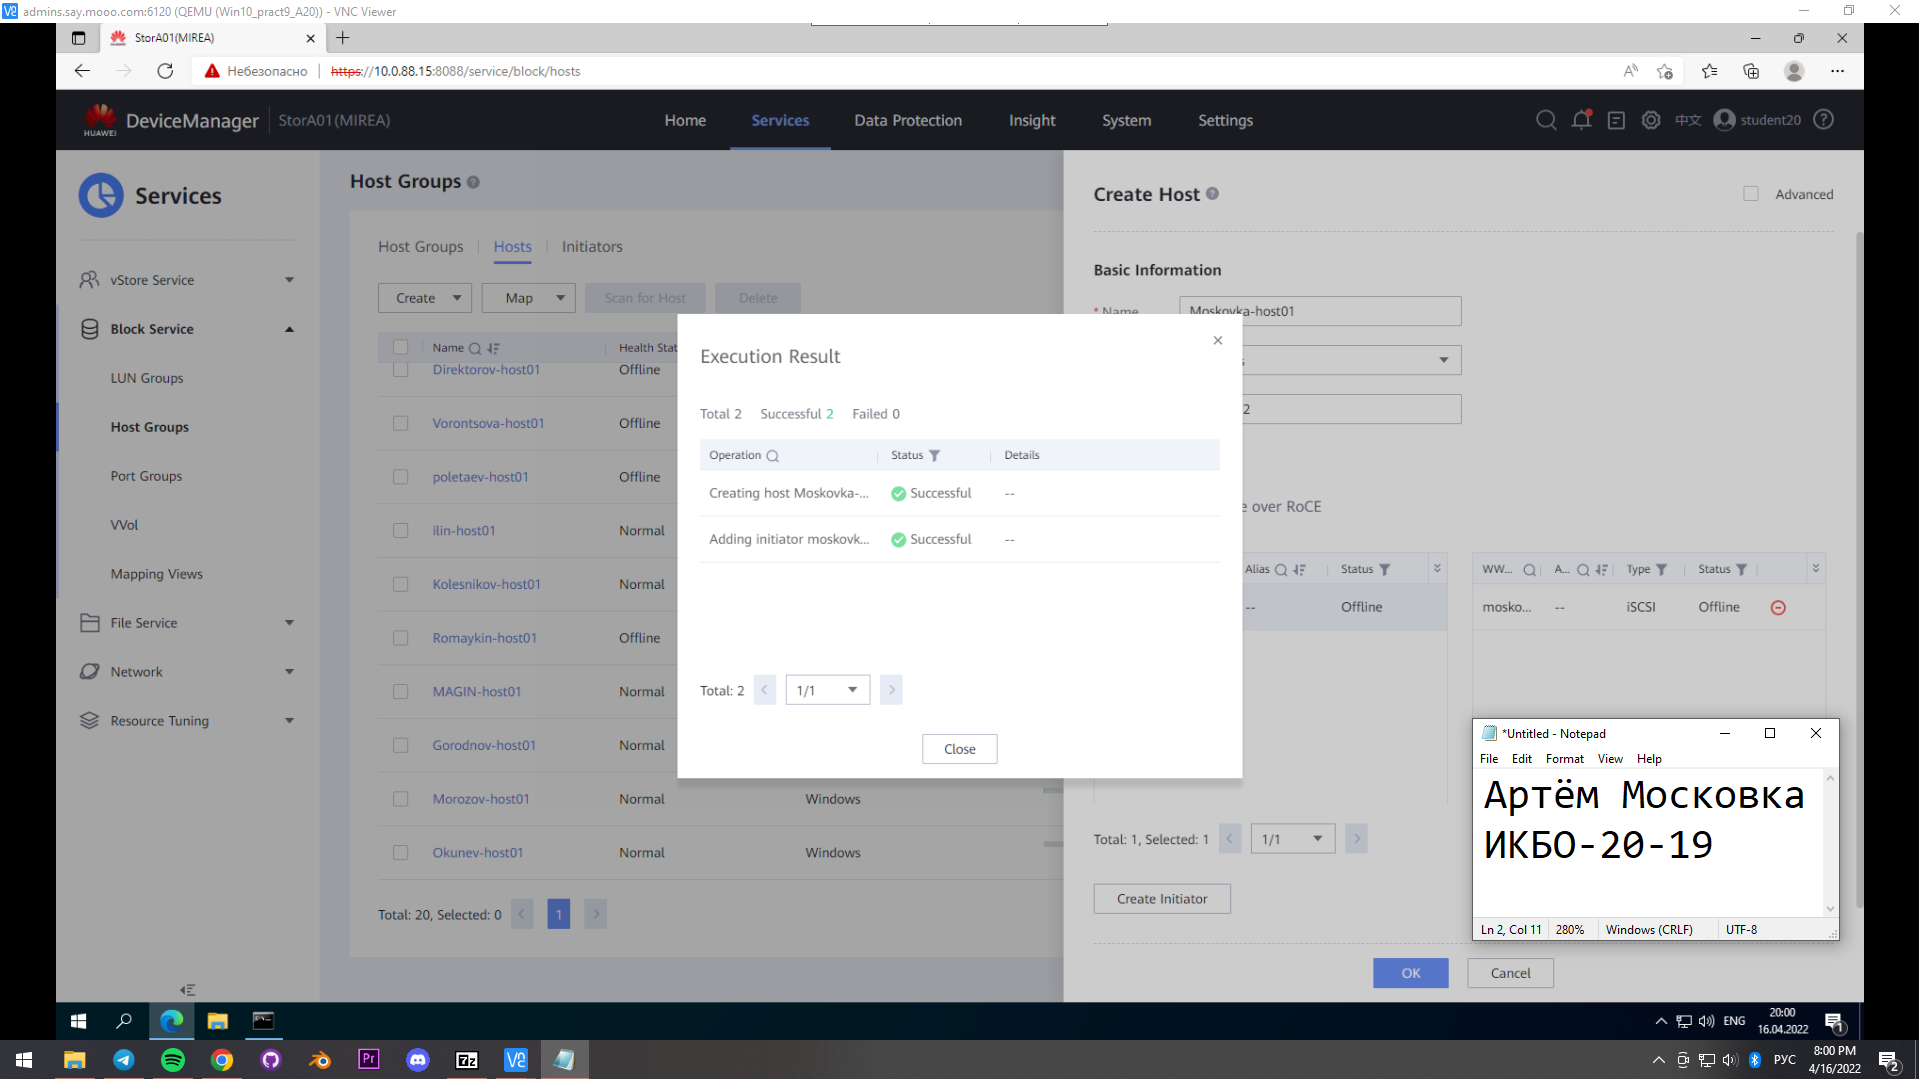 admins.say.mooo.com:6120 (QEMU (Win10_pract9_A20)) - VNC Viewer
StorA01(MIREA)
Небезопасно
https://10.0.88.15:8088/service/block/hosts
HUAWEI
DeviceManager
StorA01(MIREA)
Home
Services
Data Protection
Insight
System
Settings
中文
student20
Services
vStore Service
Block Service
LUN Groups
Host Groups
Port Groups
VVol
Mapping Views
File Service
Network
Resource Tuning
Host Groups
Host Groups
Hosts
Initiators
Create
Map
Scan for Host
Delete
Name
Health Stat
Direktorov-host01
Offline
Vorontsova-host01
Offline
poletaev-host01
Offline
ilin-host01
Normal
Kolesnikov-host01
Normal
Romaykin-host01
Offline
MAGIN-host01
Normal
Gorodnov-host01
Normal
Morozov-host01
Normal
Windows
Okunev-host01
Normal
Windows
Total: 20, Selected: 0
1
Execution Result
Total 2
Successful 2
Failed 0
Operation
Status
Details
Creating host Moskovka-...
Successful
--
Adding initiator moskovk...
Successful
--
Total: 2
1/1
Close
Create Host
Advanced
Basic Information
* Name
Moskovka-host01
2
e over RoCE
Alias
Status
--
Offline
WW...
A...
Type
Status
mosko...
--
iSCSI
Offline
Total: 1, Selected: 1
1/1
Create Initiator
OK
Cancel
*Untitled - Notepad
File
Edit
Format
View
Help
Артём Московка
ИКБО-20-19
Ln 2, Col 11
280%
Windows (CRLF)
UTF-8
ENG
20:00
16.04.2022
1
Pr
7z
VE
РУС
8:00 PM
4/16/2022
2